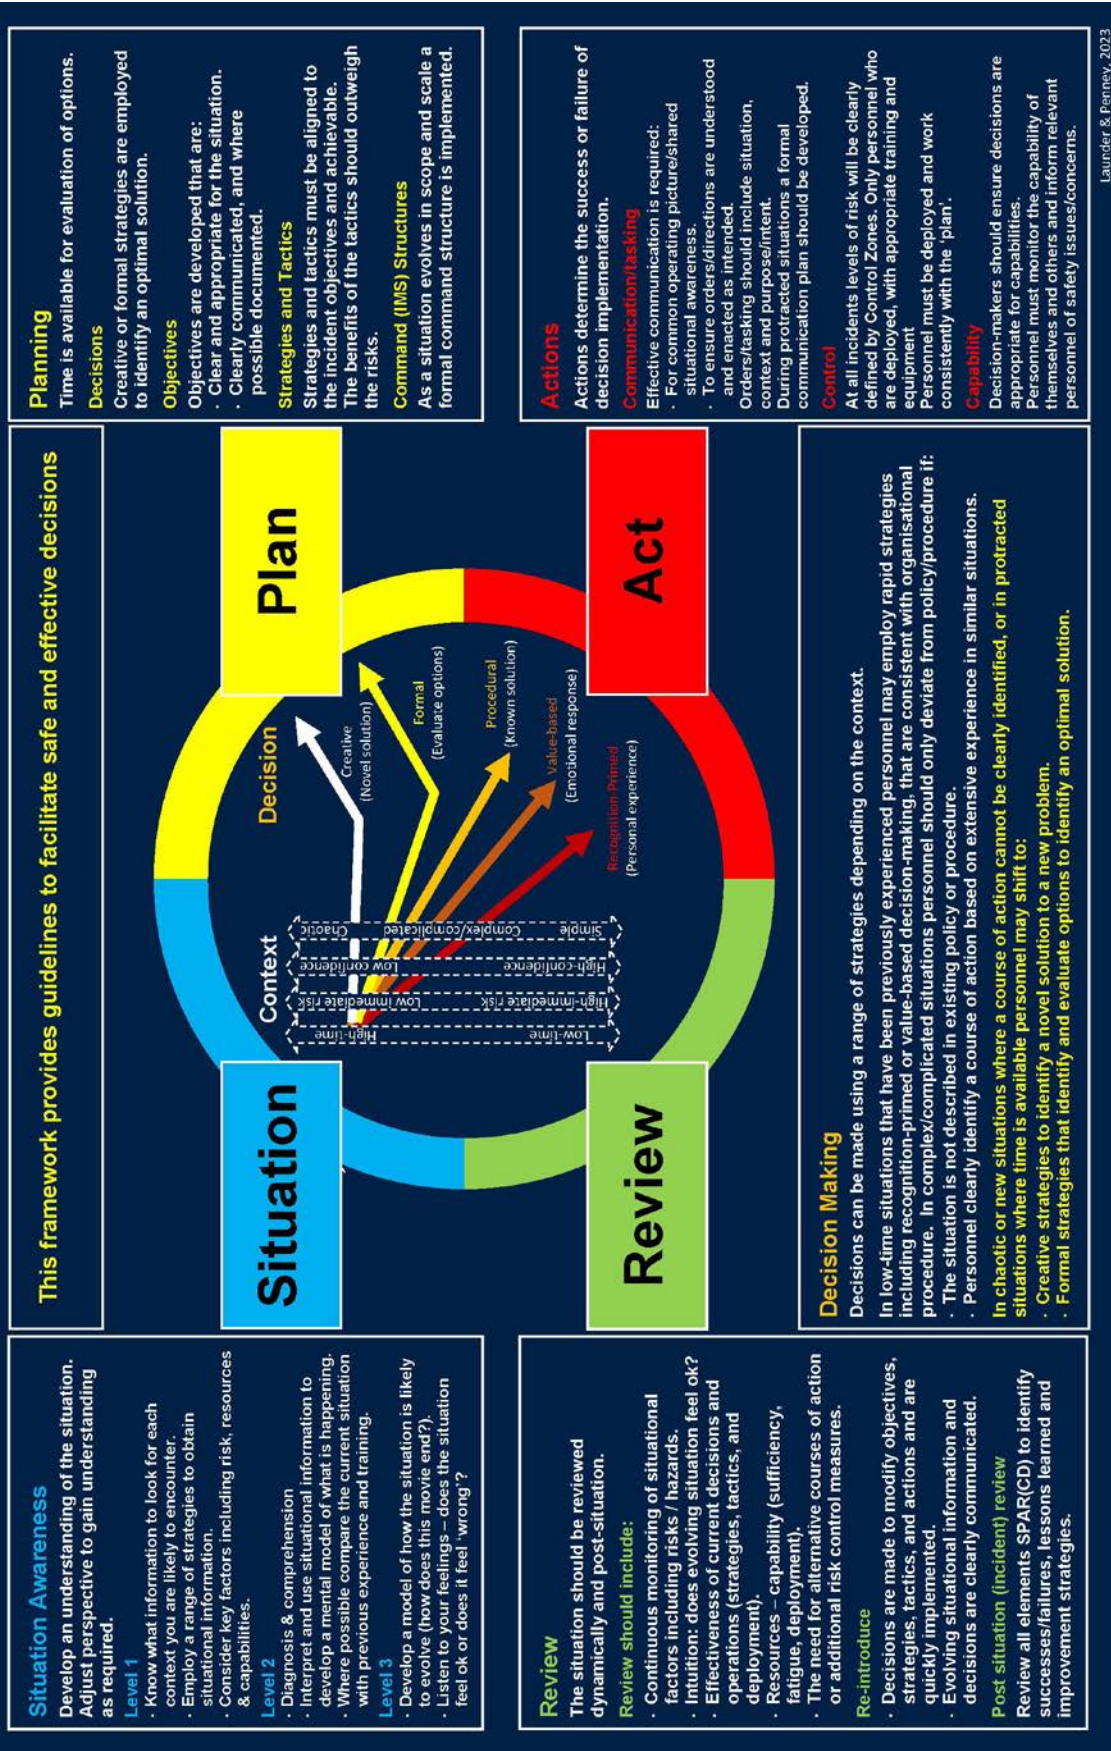 This framework provides guidelines to facilitate safe and effective decisions
Situation Awareness
Develop an understanding of the situation.
Adjust perspective to gain understanding
as required.
Level 1
· Know what information to look for each
context you are likely to encounter.
· Employ a range of strategies to obtain
situational information.
· Consider key factors including risk, resources
& capabilities.
Level 2
· Diagnosis & comprehension
· Interpret and use situational information to
develop a mental model of what is happening.
· Where possible compare the current situation
with previous experience and training.
Level 3
· Develop a model of how the situation is likely
to evolve (how does this movie end?).
· Listen to your feelings – does the situation
feel ok or does it feel ‘wrong’?
Situation
Plan
Context
Decision
High-time
Low-time
Low immediate risk
High-immediate risk
Low confidence
High-confidence
Chaotic
Complex/complicated
Simple
Creative
(Novel solution)
Formal
(Evaluate options)
Procedural
(Known solution)
Value-based
(Emotional response)
Recognition-Primed
(Personal experience)
Review
Act
Planning
Time is available for evaluation of options.
Decisions
Creative or formal strategies are employed
to identify an optimal solution.
Objectives
Objectives are developed that are:
· Clear and appropriate for the situation.
· Clearly communicated, and where
possible documented.
Strategies and Tactics
Strategies and tactics must be aligned to
the incident objectives and achievable.
The benefits of the tactics should outweigh
the risks.
Command (IMS) Structures
As a situation evolves in scope and scale a
formal command structure is implemented.
Review
The situation should be reviewed
dynamically and post-situation.
Review should include:
· Continuous monitoring of situational
factors including risks / hazards.
· Intuition: does evolving situation feel ok?
· Effectiveness of current decisions and
operations (strategies, tactics, and
deployment).
· Resources – capability (sufficiency,
fatigue, deployment).
· The need for alternative courses of action
or additional risk control measures.
Re-introduce
· Decisions are made to modify objectives,
strategies, tactics, and actions and are
quickly implemented.
· Evolving situational information and
decisions are clearly communicated.
Post situation (incident) review
Review all elements SPAR(CD) to identify
successes/failures, lessons learned and
improvement strategies.
Decision Making
Decisions can be made using a range of strategies depending on the context.
In low-time situations that have been previously experienced personnel may employ rapid strategies
including recognition-primed or value-based decision-making, that are consistent with organisational
procedure. In complex/complicated situations personnel should only deviate from policy/procedure if:
· The situation is not described in existing policy or procedure.
· Personnel clearly identify a course of action based on extensive experience in similar situations.
In chaotic or new situations where a course of action cannot be clearly identified, or in protracted
situations where time is available personnel may shift to:
· Creative strategies to identify a novel solution to a new problem.
· Formal strategies that identify and evaluate options to identify an optimal solution.
Actions
Actions determine the success or failure of
decision implementation.
Communication/tasking
Effective communication is required:
· For common operating picture/shared
situational awareness.
· To ensure orders/directions are understood
and enacted as intended.
Orders/tasking should include situation,
context and purpose/intent.
During protracted situations a formal
communication plan should be developed.
Control
At all incidents levels of risk will be clearly
defined by Control Zones. Only personnel who
are deployed, with appropriate training and
equipment
Personnel must be deployed and work
consistently with the ‘plan’.
Capability
Decision-makers should ensure decisions are
appropriate for capabilities.
Personnel must monitor the capability of
themselves and others and inform relevant
personnel of safety issues/concerns.
Launder & Penney, 2023